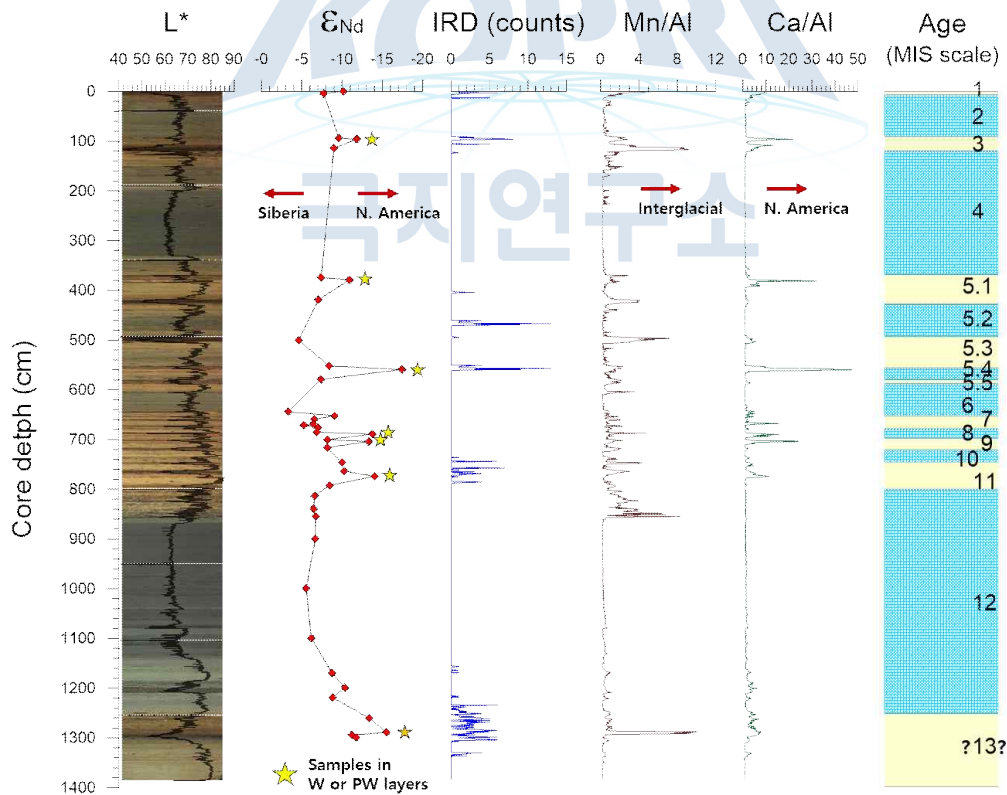 KOPRI
L*
εNd
IRD (counts)
Mn/Al
Ca/Al
Age
(MIS scale)
40 50 60 70 80 90
-0 -5 -10 -15 -20
0 5 10 15
0 4 8 12
0 10 20 30 40 50
Core detpth (cm)
0
100
200
300
400
500
600
700
800
900
1000
1100
1200
1300
1400
극지연구소
Siberia
N. America
Interglacial
N. America
1
2
3
4
5.1
5.2
5.3
5.4
5.5
6
7
8
9
10
11
12
?13?
Samples in
W or PW layers